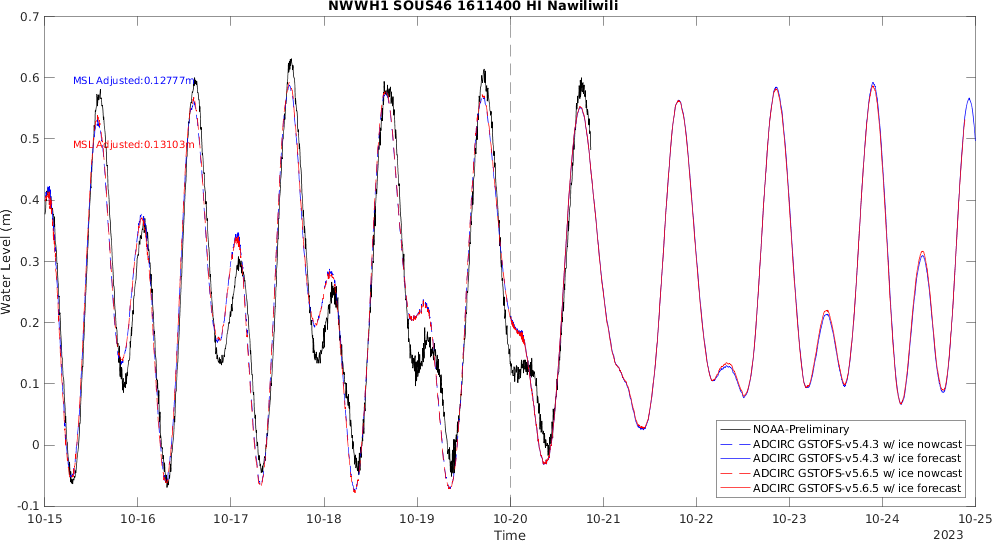 NWWH1 SOUS46 1611400 HI Nawiliwili
0.7
0.6
0.5
0.4
0.3
0.2
0.1
0
-0.1
Water Level (m)
MSL Adjusted:0.12777m
MSL Adjusted:0.13103m
NOAA-Preliminary
ADCIRC GSTOFS-v5.4.3 w/ ice nowcast
ADCIRC GSTOFS-v5.4.3 w/ ice forecast
ADCIRC GSTOFS-v5.6.5 w/ ice nowcast
ADCIRC GSTOFS-v5.6.5 w/ ice forecast
10-15 10-16 10-17 10-18 10-19 10-20 10-21 10-22 10-23 10-24 10-25
Time
2023